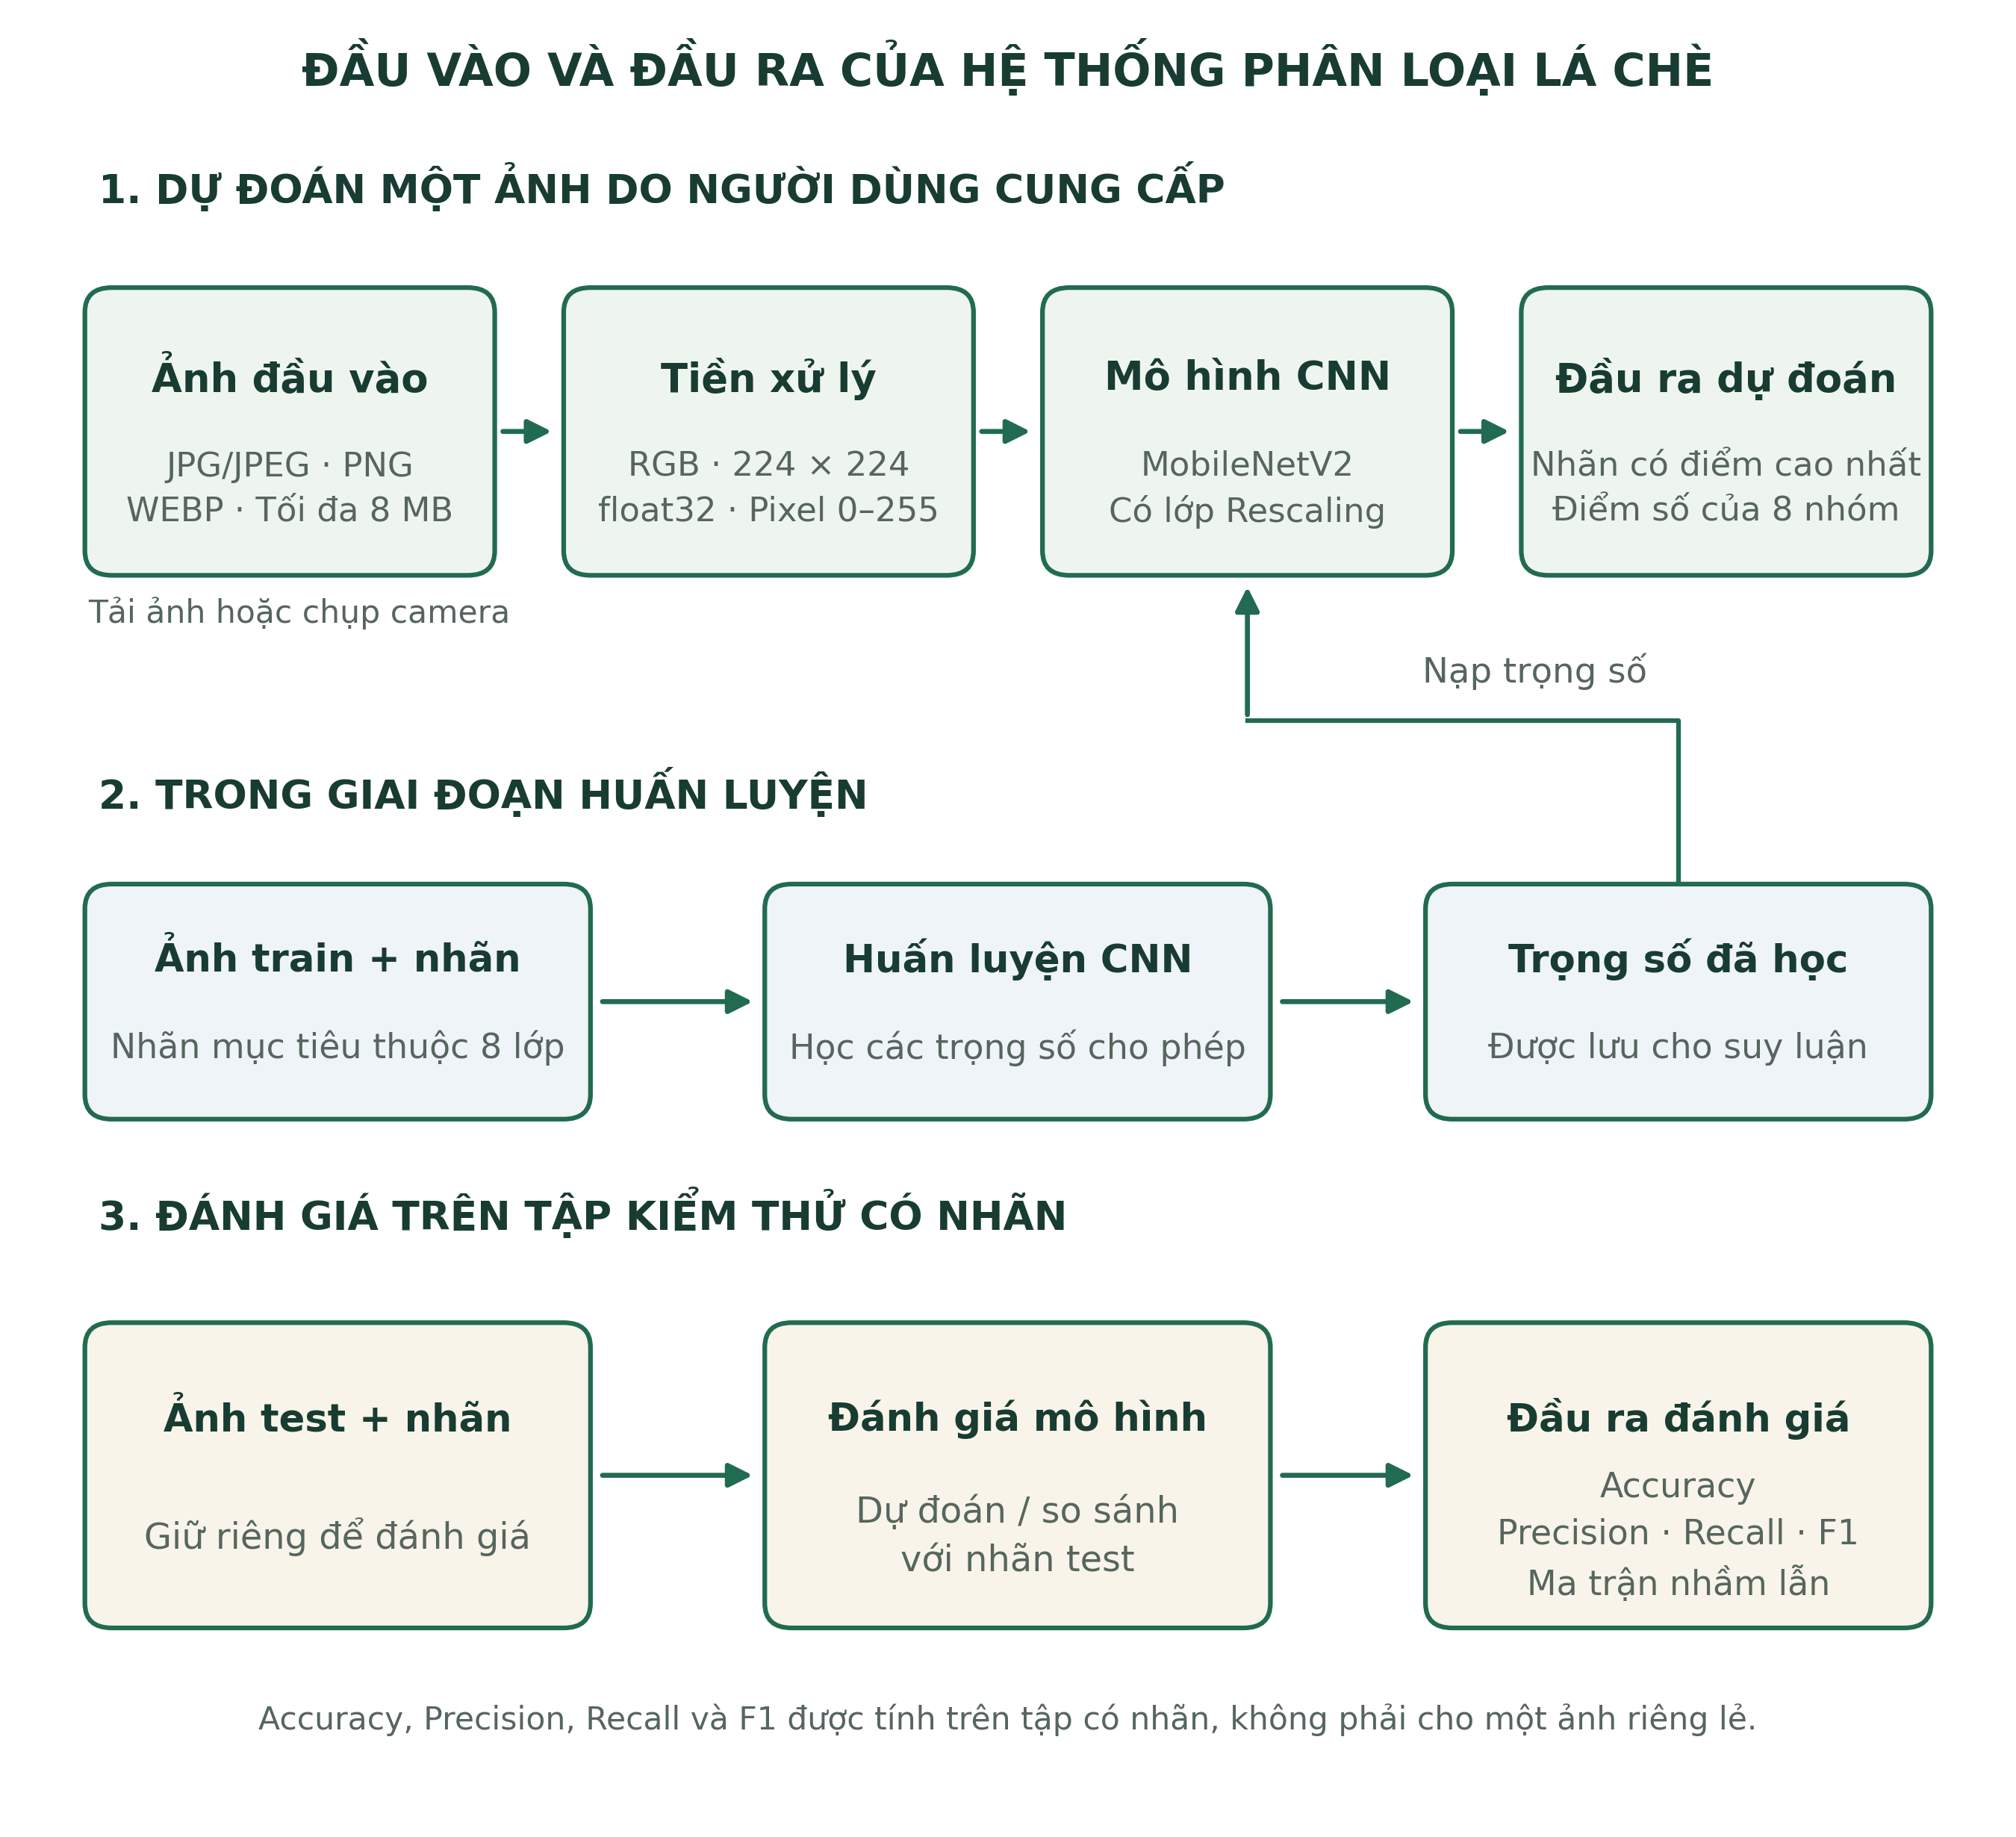 ĐẦU VÀO VÀ ĐẦU RA CỦA HỆ THỐNG PHÂN LOẠI LÁ CHÈ
1. DỰ ĐOÁN MỘT ẢNH DO NGƯỜI DÙNG CUNG CẤP
Ảnh đầu vào
JPG/JPEG · PNG
WEBP · Tối đa 8 MB
Tiền xử lý
RGB · 224 × 224
float32 · Pixel 0–255
Mô hình CNN
MobileNetV2
Có lớp Rescaling
Đầu ra dự đoán
Nhãn có điểm cao nhất
Điểm số của 8 nhóm
Tải ảnh hoặc chụp camera
Nạp trọng số
2. TRONG GIAI ĐOẠN HUẤN LUYỆN
Ảnh train + nhãn
Nhãn mục tiêu thuộc 8 lớp
Huấn luyện CNN
Học các trọng số cho phép
Trọng số đã học
Được lưu cho suy luận
3. ĐÁNH GIÁ TRÊN TẬP KIỂM THỬ CÓ NHÃN
Ảnh test + nhãn
Giữ riêng để đánh giá
Đánh giá mô hình
Dự đoán / so sánh
với nhãn test
Đầu ra đánh giá
Accuracy
Precision · Recall · F1
Ma trận nhầm lẫn
Accuracy, Precision, Recall và F1 được tính trên tập có nhãn, không phải cho một ảnh riêng lẻ.